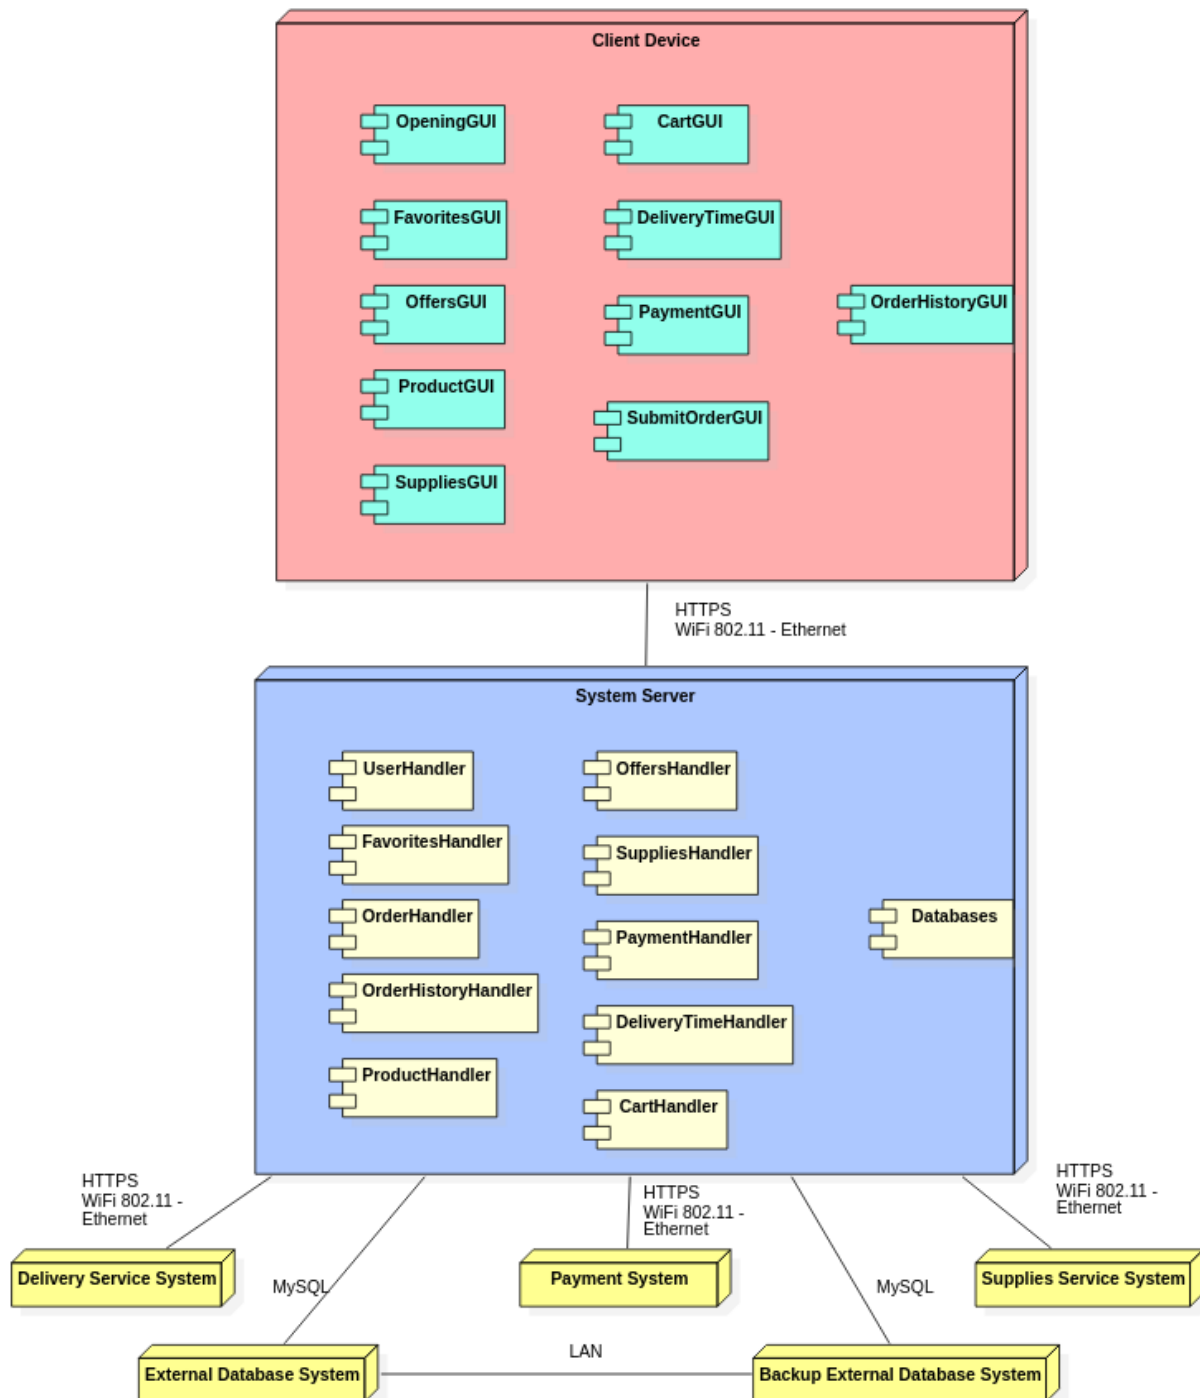 Client Device
OpeningGUI
CartGUI
FavoritesGUI
DeliveryTimeGUI
OffersGUI
PaymentGUI
OrderHistoryGUI
ProductGUI
SubmitOrderGUI
SuppliesGUI
HTTPS
WiFi 802.11 - Ethernet
System Server
UserHandler
OffersHandler
FavoritesHandler
SuppliesHandler
OrderHandler
PaymentHandler
Databases
OrderHistoryHandler
DeliveryTimeHandler
ProductHandler
CartHandler
HTTPS
WiFi 802.11 -
Ethernet
HTTPS
WiFi 802.11 -
Ethernet
HTTPS
WiFi 802.11 -
Ethernet
Delivery Service System
Payment System
Supplies Service System
MySQL
MySQL
LAN
External Database System
Backup External Database System